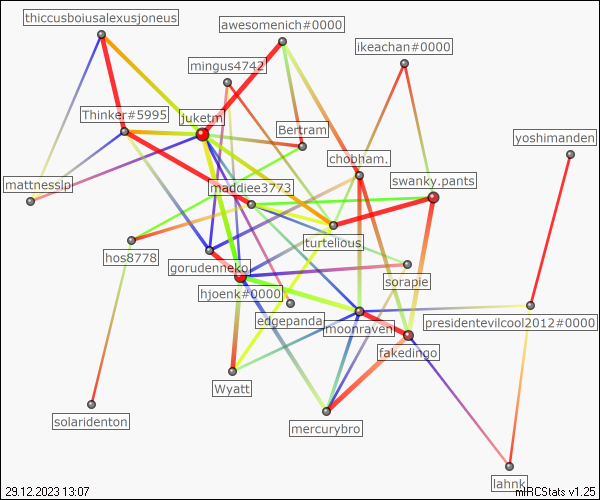 thiccusboiusalexusjoneus
awesomenich#0000
ikeachan#0000
mingus4742
Thinker#5995
juketm
Bertram
yoshimanden
chobham.
mattnesslp
maddiee3773
swanky.pants
turtelious.
hos8778
gorudenneko
sorapie
hjoenk#0000
edgepanda
moonraven
presidentevilcool2012#0000
fakedingo
Wyatt
solaridenton
mercurybro
lahnk
29.12.2023 13:07
mIRCStats v1.25